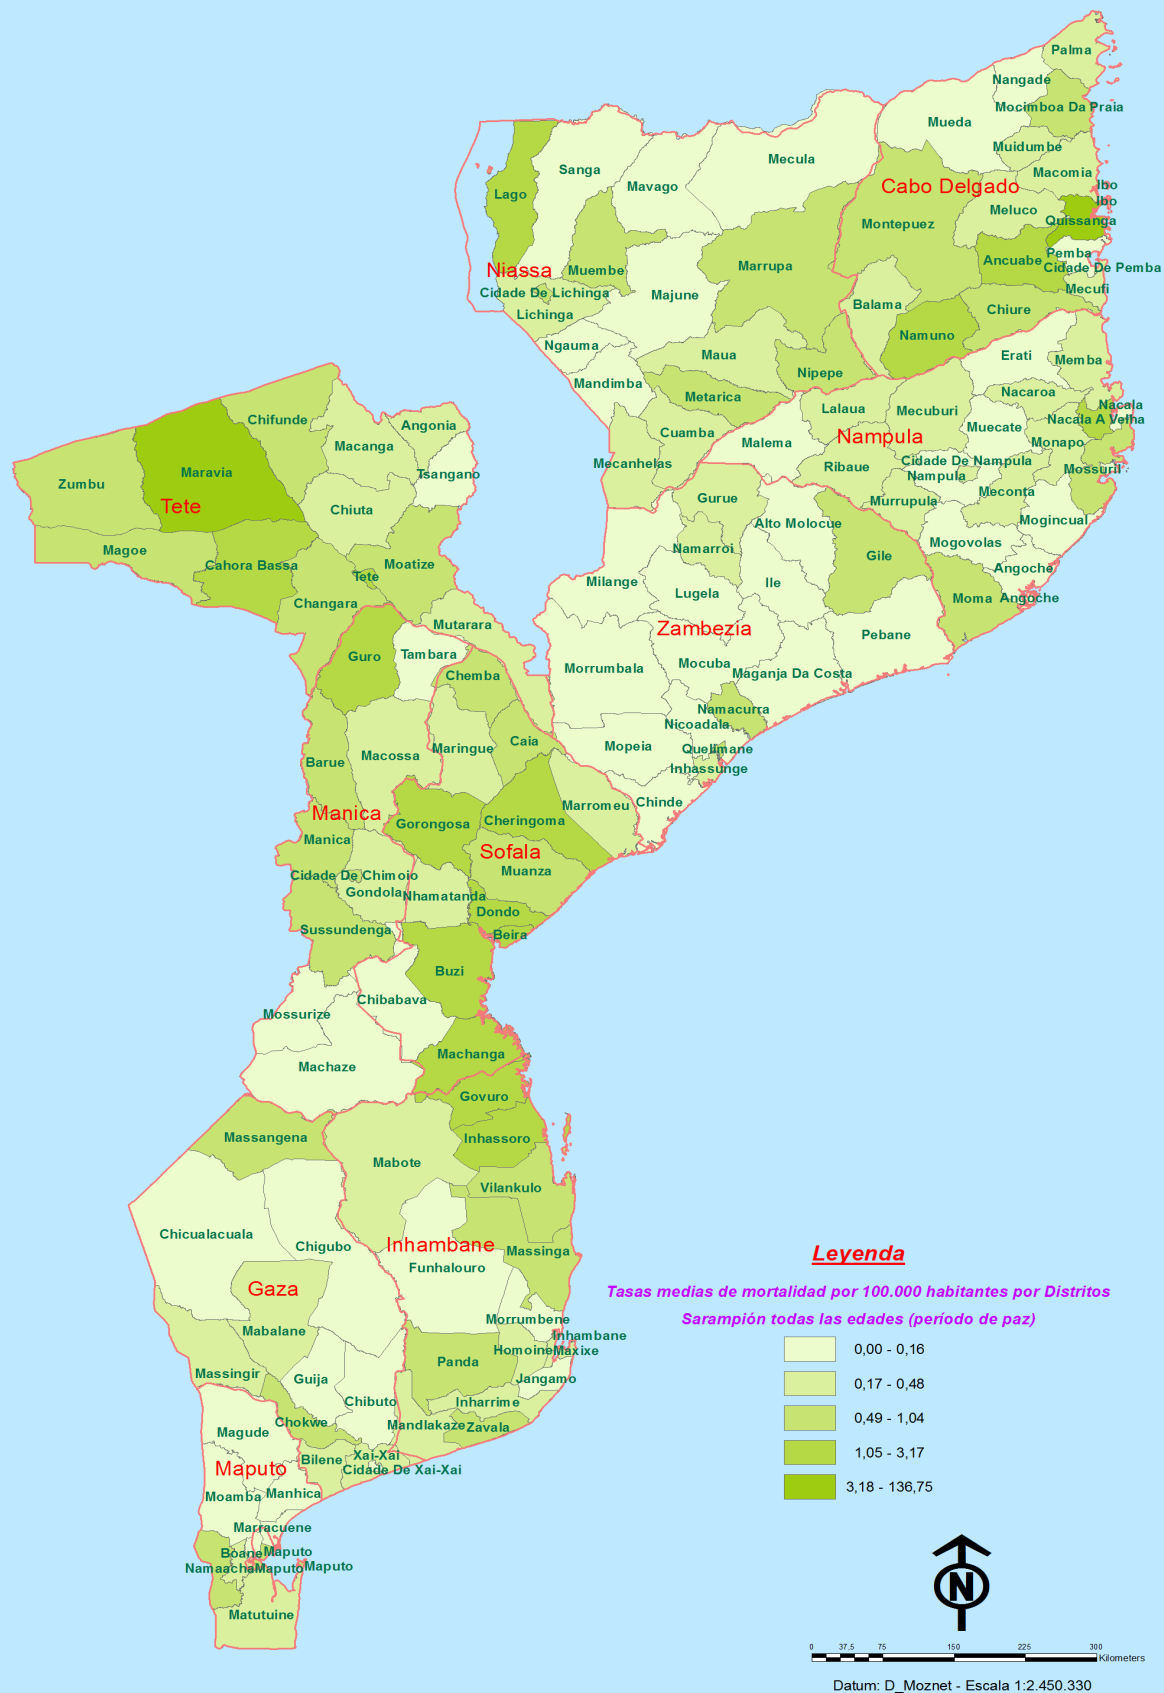 Palma
Nangade
Mocimboa Da Praia
Mueda
Muidumbe
Mecula
Sanga
Macomia
Mavago
Cabo Delgado
Ibo
Lago
Ibo
Meluco
Quissanga
Montepuez
Pemba
Ancuabe
Marrupa
Cidade De Pemba
Niassa
Muembe
Mecufi
Cidade De Lichinga
Majune
Balama
Chiure
Lichinga
Namuno
Ngauma
Maua
Erati
Memba
Nipepe
Mandimba
Nacaroa
Metarica
Nacala
Lalaua
Mecuburi
Nacala A Velha
Chifunde
Angonia
Muecate
Cuamba
Nampula
Monapo
Macanga
Malema
Cidade De Nampula
Mecanhelas
Ribaue
Mossuril
Maravia
Tsangano
Nampula
Zumbu
Meconta
Gurue
Murrupula
Tete
Chiuta
Mogincual
Alto Molocue
Mogovolas
Magoe
Namarroi
Gile
Cahora Bassa
Moatize
Angoche
Tete
Milange
Ile
Lugela
Moma
Angoche
Changara
Mutarara
Zambezia
Pebane
Guro
Tambara
Morrumbala
Mocuba
Maganja Da Costa
Chemba
Namacurra
Nicoadala
Caia
Mopeia
Quelimane
Maringue
Macossa
Barue
Inhassunge
Chinde
Marromeu
Manica
Cheringoma
Gorongosa
Manica
Sofala
Muanza
Cidade De Chimoio
Gondola
Nhamatanda
Dondo
Sussundenga
Beira
Buzi
Chibabava
Mossurize
Machanga
Machaze
Govuro
Massangena
Inhassoro
Mabote
Vilankulo
Chicualacuala
Chigubo
Inhambane
Massinga
Funhalouro
Gaza
Morrumbene
Mabalane
Inhambane
Homoine
Maxixe
Panda
Massingir
Guija
Jangamo
Chibuto
Inharrime
Chokwe
Mandlakaze
Zavala
Magude
Xai-Xai
Bilene
Maputo
Cidade De Xai-Xai
Moamba
Manhica
Marracuene
Boane
Maputo
Namaacha
Maputo
Maputo
Matutuine
Leyenda
Tasas medias de mortalidad por 100.000 habitantes por Distritos
Sarampión todas las edades (período de paz)
0,00 - 0,16
0,17 - 0,48
0,49 - 1,04
1,05 - 3,17
3,18 - 136,75
N
0 37,5 75 150 225 300
Kilometers
Datum: D_Moznet - Escala 1:2.450.330